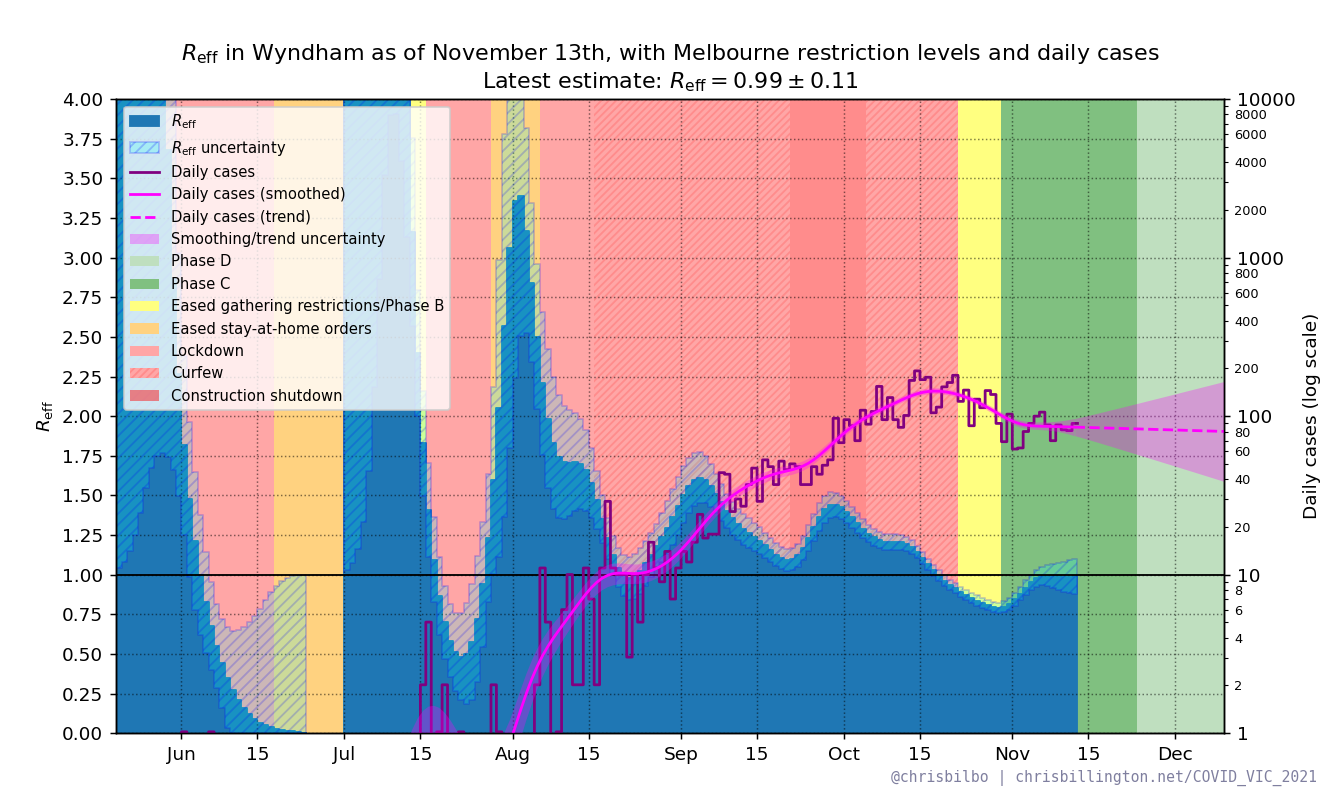 Reff in Wyndham as of November 13th, with Melbourne restriction levels and daily cases
Latest estimate: Reff = 0.99 ± 0.11
Reff
4.00
3.75
3.50
3.25
3.00
2.75
2.50
2.25
2.00
1.75
1.50
1.25
1.00
0.75
0.50
0.25
0.00
Reff
Reff uncertainty
Daily cases
Daily cases (smoothed)
Daily cases (trend)
Smoothing/trend uncertainty
Phase D
Phase C
Eased gathering restrictions/Phase B
Eased stay-at-home orders
Lockdown
Curfew
Construction shutdown
10000
8000
6000
4000
2000
1000
800
600
400
200
100
80
60
40
20
10
8
6
4
2
1
Daily cases (log scale)
Jun 15 Jul 15 Aug 15 Sep 15 Oct 15 Nov 15 Dec
@chrisbilbo | chrisbillington.net/COVID_VIC_2021